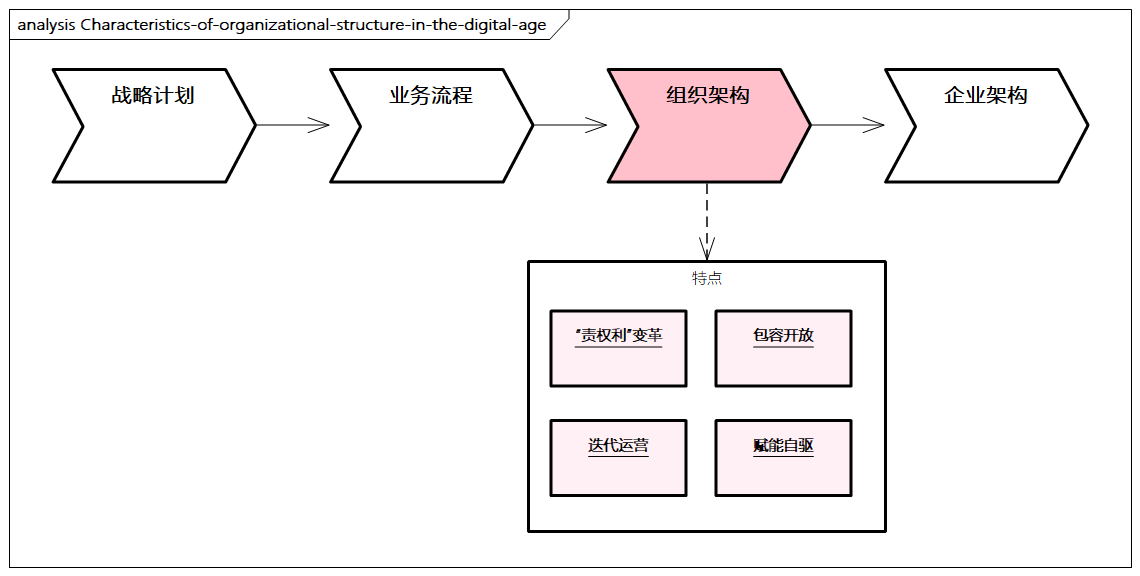 analysis Characteristics-of-organizational-structure-in-the-digital-age
战略计划
业务流程
组织架构
企业架构
特点
“责权利”变革
包容开放
迭代运营
赋能自驱